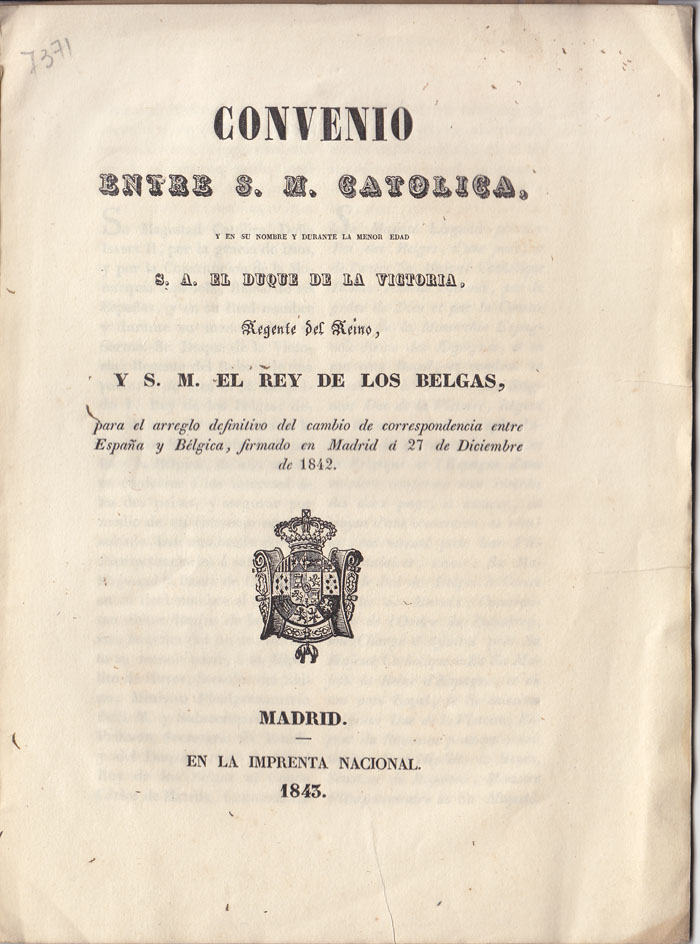 7371
CONVENIO
ENTRE S. M. CATOLICA,
Y EN SU NOMBRE Y DURANTE LA MENOR EDAD
S. A. EL DUQUE DE LA VICTORIA,
Regente del Reino,
Y S. M. EL REY DE LOS BELGAS,
para el arreglo definitivo del cambio de correspondencia entre
España y Bélgica, firmado en Madrid á 27 de Diciembre
de 1842.
MADRID.
EN LA IMPRENTA NACIONAL.
1843.